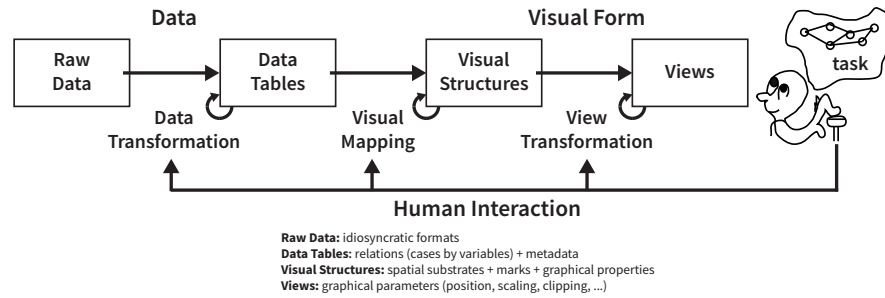 Data
Visual Form
Raw
Data
Data
Tables
Visual
Structures
Views
task
Data
Transformation
Visual
Mapping
View
Transformation
Human Interaction
Raw Data: idiosyncratic formats
Data Tables: relations (cases by variables) + metadata
Visual Structures: spatial substrates + marks + graphical properties
Views: graphical parameters (position, scaling, clipping, ...)